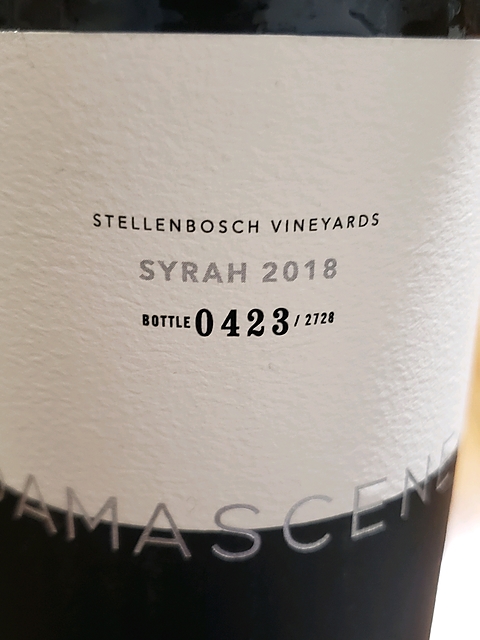 STELLENBOSCH VINEYARDS
SYRAH 2018
BOTTLE 0423 / 2728
DAMASCENE